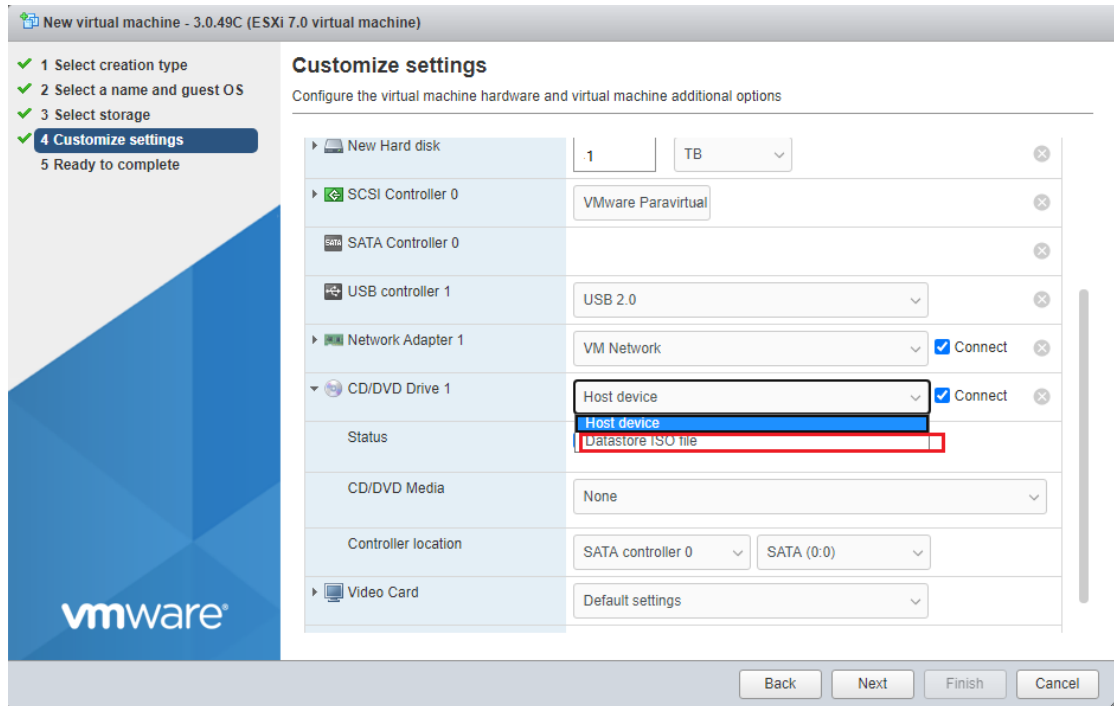 New virtual machine - 3.0.49C (ESXi 7.0 virtual machine)
1 Select creation type
2 Select a name and guest OS
3 Select storage
4 Customize settings
5 Ready to complete
vmware®
Customize settings
Configure the virtual machine hardware and virtual machine additional options
New Hard disk
1 TB
SCSI Controller 0
VMware Paravirtual
SATA
SATA Controller 0
USB controller 1
USB 2.0
Network Adapter 1
VM Network
Connect
CD/DVD Drive 1
Host device
Connect
Host device
Datastore ISO file
Status
CD/DVD Media
None
Controller location
SATA controller 0
SATA (0:0)
Video Card
Default settings
Back
Next
Finish
Cancel